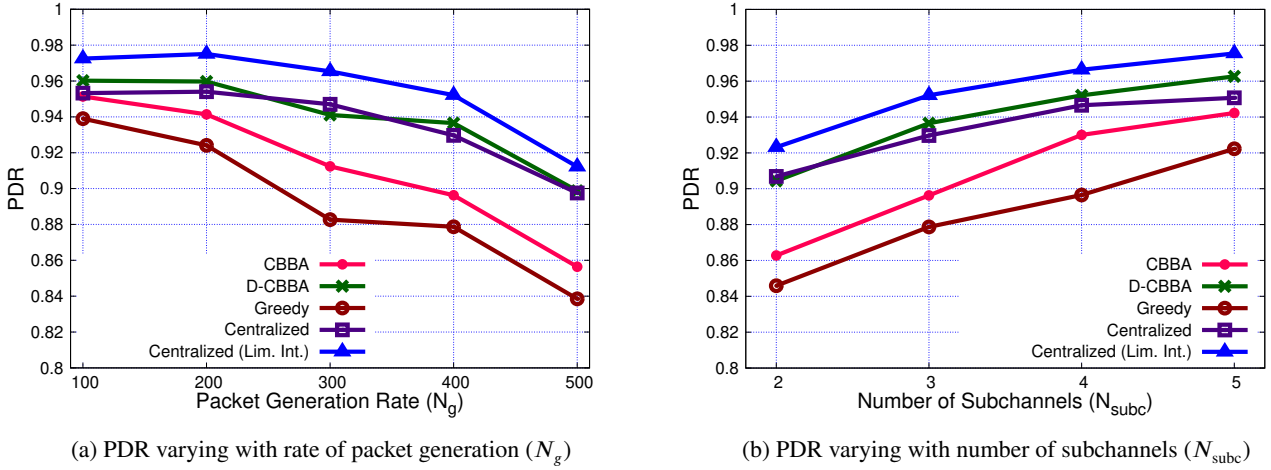 1
0.98
0.96
0.94
0.92
0.9
0.88
0.86
0.84
0.82
0.8
PDR
CBBA
D-CBBA
Greedy
Centralized
Centralized (Lim. Int.)
100 200 300 400 500
Packet Generation Rate (N_g)
(a) PDR varying with rate of packet generation (N_g)
1
0.98
0.96
0.94
0.92
0.9
0.88
0.86
0.84
0.82
0.8
PDR
CBBA
D-CBBA
Greedy
Centralized
Centralized (Lim. Int.)
2 3 4 5
Number of Subchannels (N_subc)
(b) PDR varying with number of subchannels (N_subc)